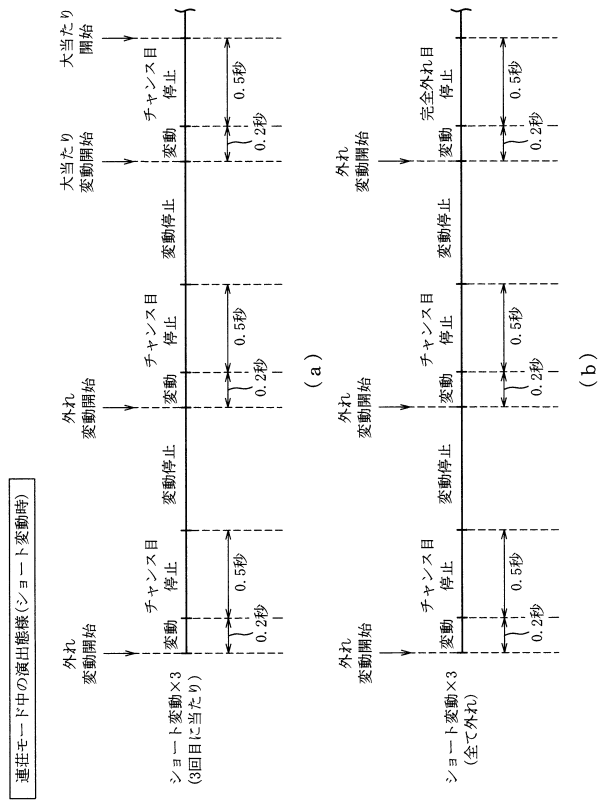 連荘モード中の演出態様(ショート変動時)
ショート変動×3
(3回目に当たり)
外れ
変動開始
変動
チャンス目
停止
0.2秒
0.5秒
変動停止
外れ
変動開始
変動
チャンス目
停止
0.2秒
0.5秒
変動停止
大当たり
変動開始
変動
チャンス目
停止
0.2秒
0.5秒
大当たり
開始
(a)
ショート変動×3
(全て外れ)
外れ
変動開始
変動
チャンス目
停止
0.2秒
0.5秒
変動停止
外れ
変動開始
変動
チャンス目
停止
0.2秒
0.5秒
変動停止
外れ
変動開始
変動
完全外れ目
停止
0.2秒
0.5秒
(b)